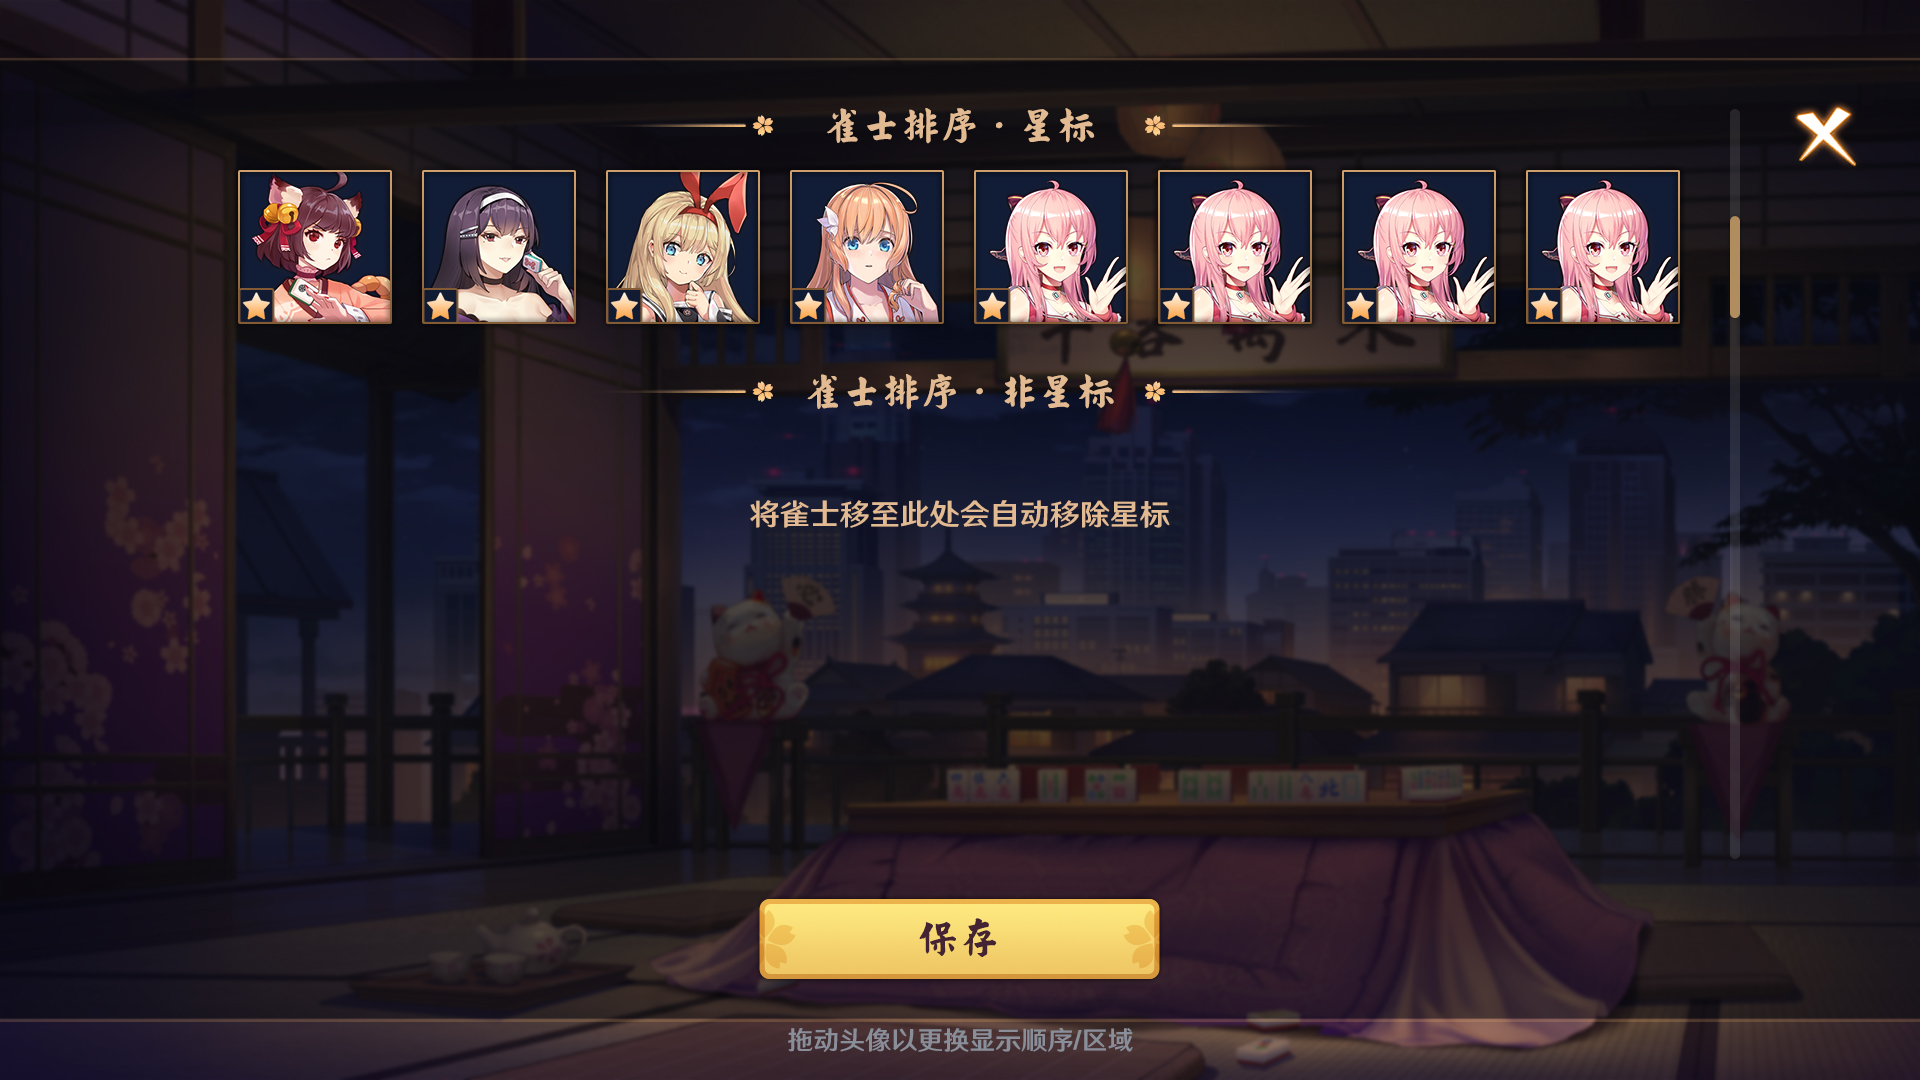 雀士排序·星标
雀士排序·非星标
将雀士移至此处会自动移除星标
保存
拖动头像以更换显示顺序/区域